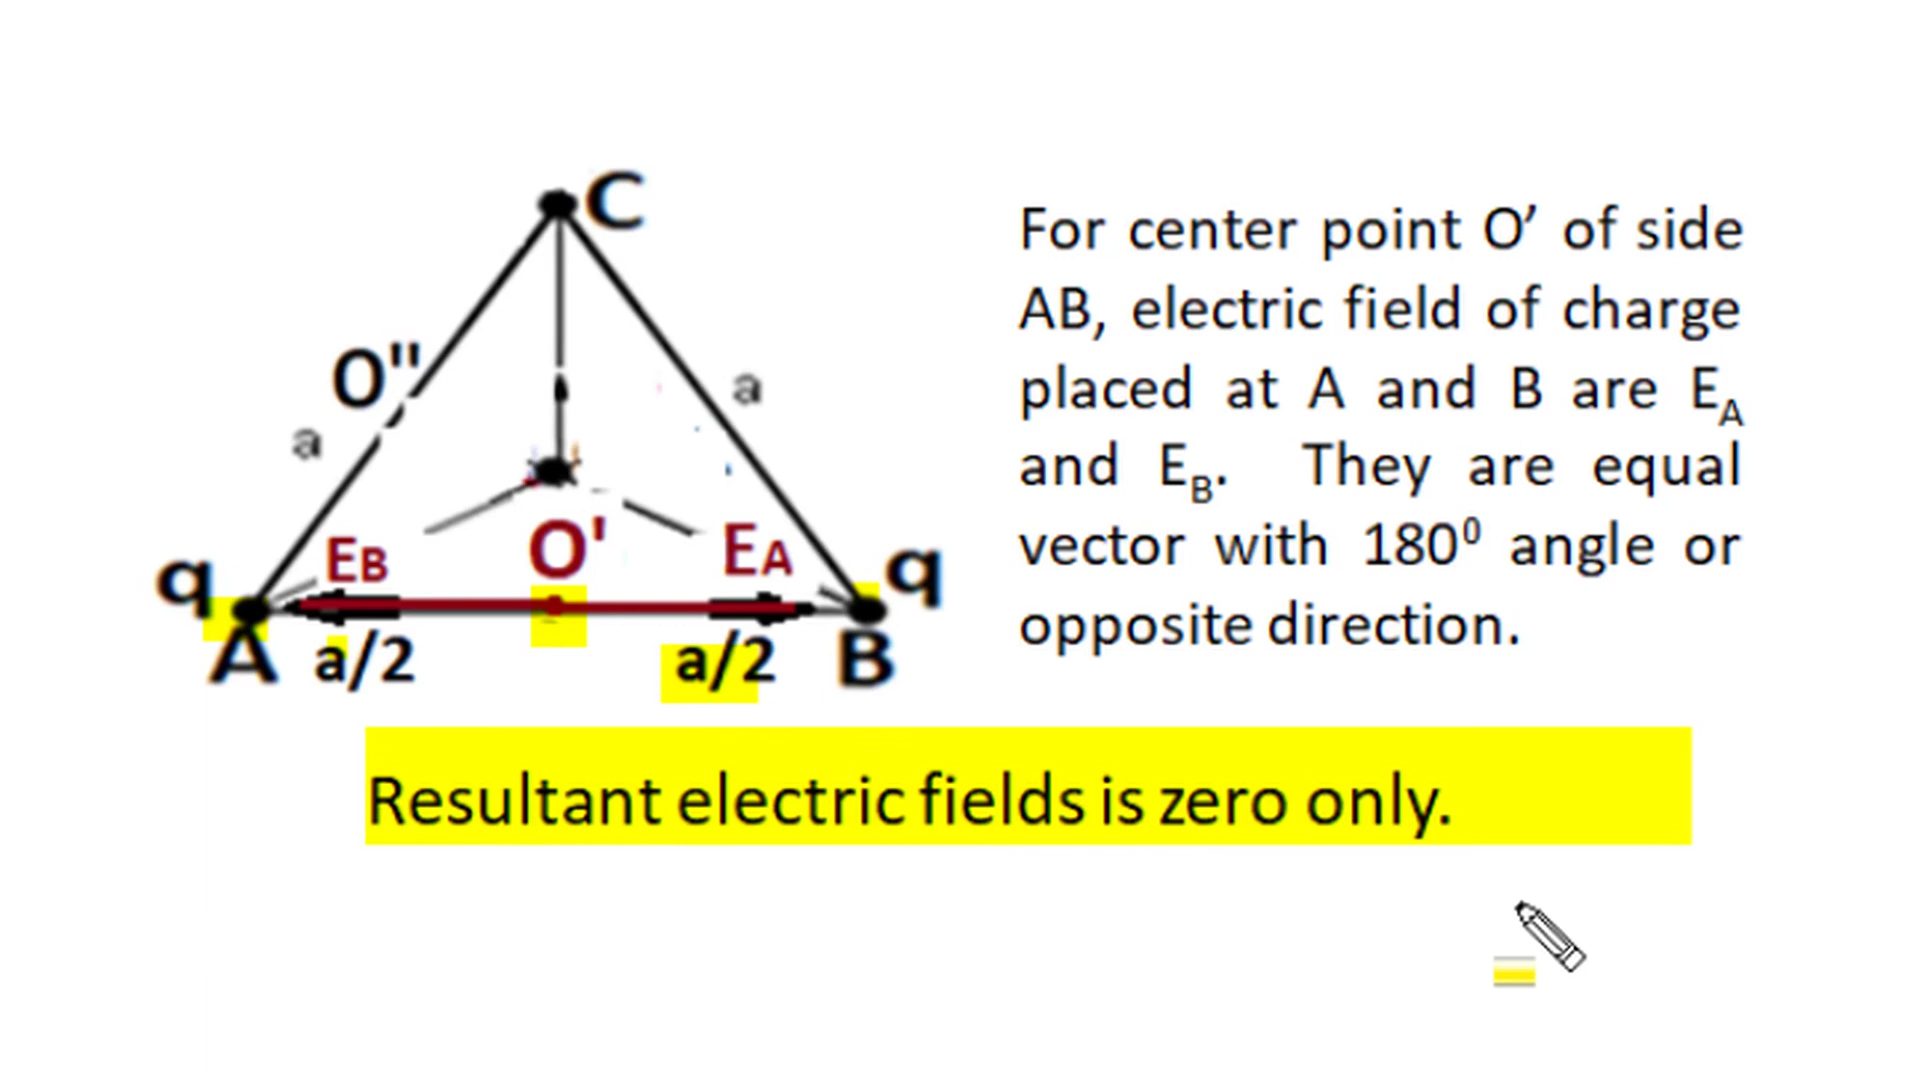 C
O''
a
a
O'
EB
EA
q
q
A
a/2
a/2
B
For center point O’ of side
AB, electric field of charge
placed at A and B are EA
and EB. They are equal
vector with 180⁰ angle or
opposite direction.
Resultant electric fields is zero only.